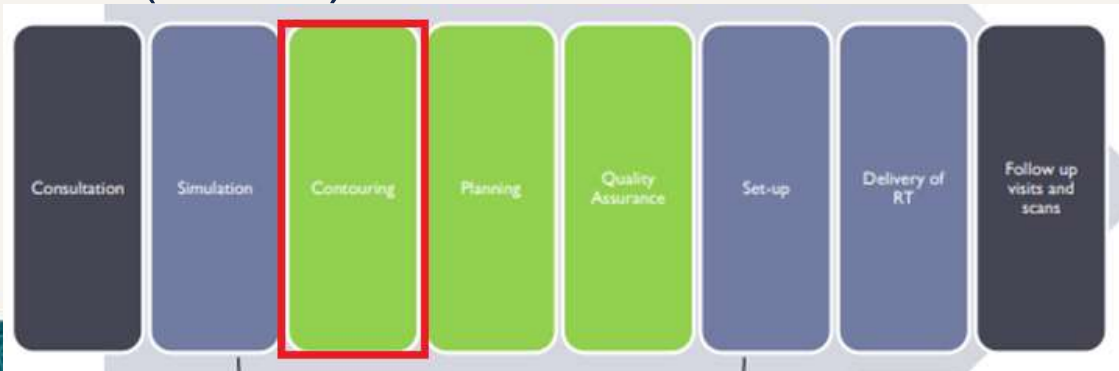 Consultation
Simulation
Contouring
Planning
Quality
Assurance
Set-up
Delivery of
RT
Follow up
visits and
scans